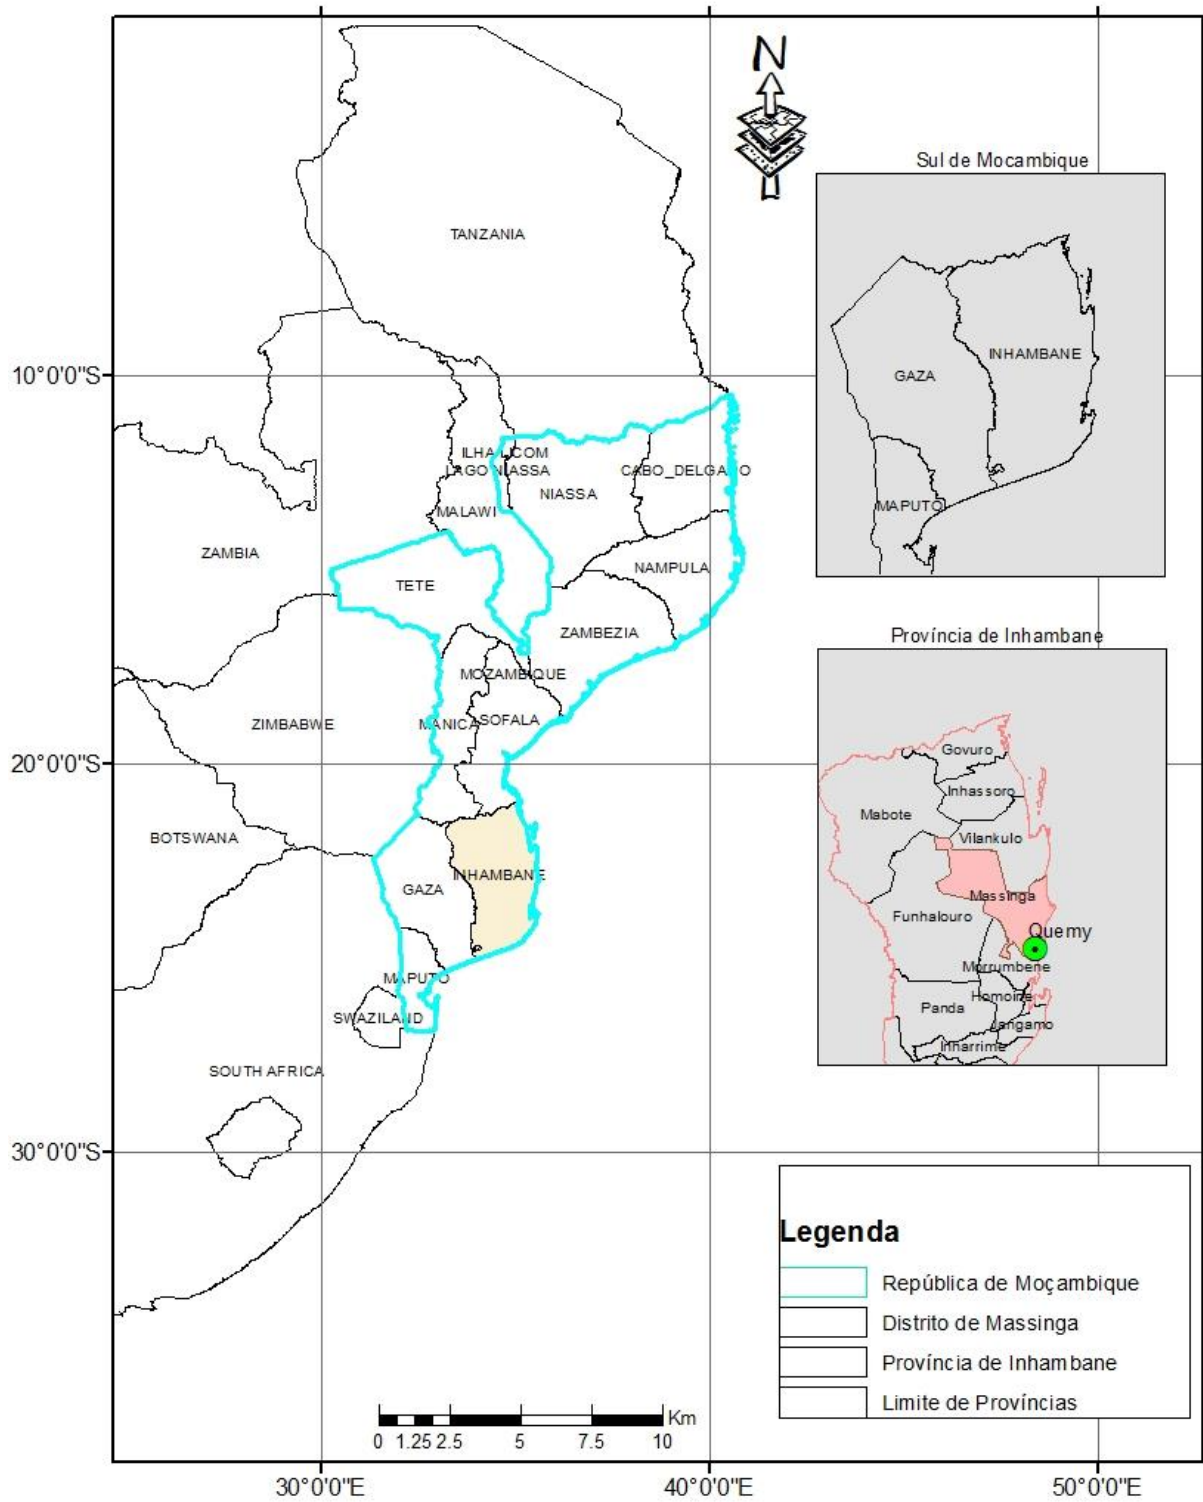 N
Sul de Mocambique
TANZANIA
INHAMBANE
GAZA
MAPUTO
10°0'0"S
ILHA LICOM
LAGO NIASSA
CABO_DELGADO
NIASSA
MALAWI
ZAMBIA
TETE
NAMPULA
ZAMBEZIA
MOZAMBIQUE
ZIMBABWE
MANICA
SOFALA
20°0'0"S
BOTSWANA
INHAMBANE
GAZA
MAPUTO
SWAZILAND
SOUTH AFRICA
30°0'0"S
Província de Inhambane
Govuro
Inhassoro
Mabote
Vilankulo
Massinga
Funhalouro
Quemy
Morrumbene
Homoine
Panda
Jangamo
Inharrime
Legenda
República de Moçambique
Distrito de Massinga
Província de Inhambane
Limite de Províncias
Km
0 1.25 2.5 5 7.5 10
30°0'0"E 40°0'0"E 50°0'0"E